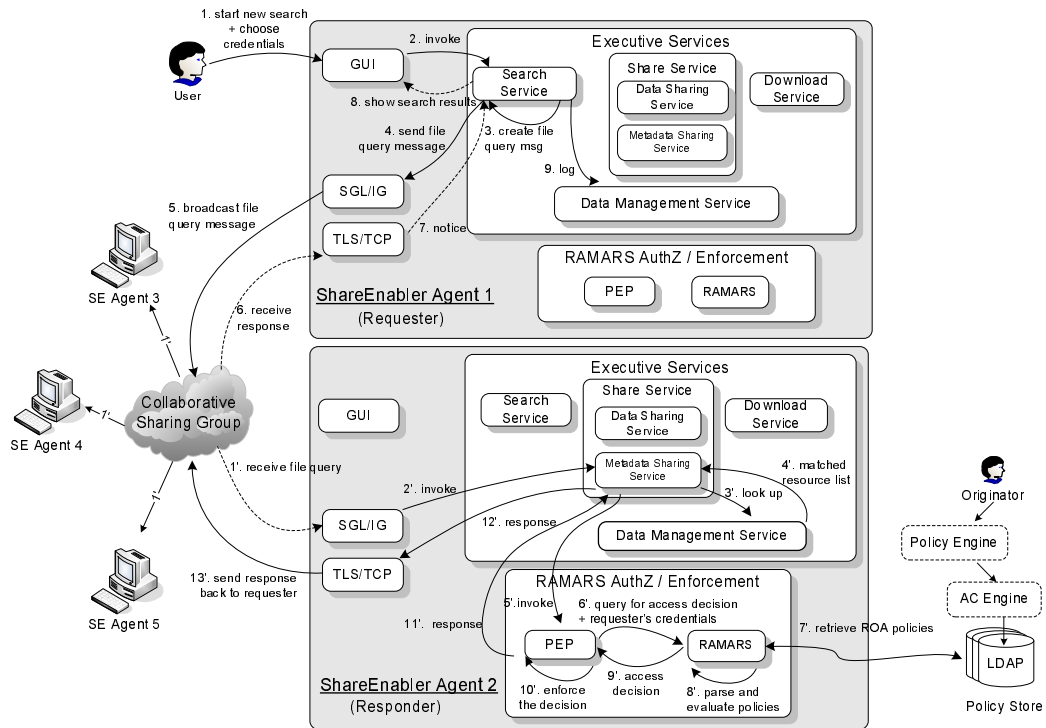 1. start new search
+ choose
credentials
User
GUI
2. invoke
Executive Services
Search
Service
Share Service
Data Sharing
Service
Metadata Sharing
Service
Download
Service
8. show search results
4. send file
query message
3. create file
query msg
9. log
Data Management Service
SGL/IG
TLS/TCP
7. notice
5. broadcast file
query message
6. receive
response
RAMARS AuthZ / Enforcement
PEP
RAMARS
ShareEnabler Agent 1
(Requester)
SE Agent 3
1'
SE Agent 4
1'.
Collaborative
Sharing Group
1'
SE Agent 5
Executive Services
GUI
Search
Service
Share Service
Data Sharing
Service
Metadata Sharing
Service
Download
Service
1'. receive file query
2'. invoke
3'. look up
4'. matched
resource list
12'. response
Data Management Service
SGL/IG
TLS/TCP
13'. send response
back to requester
RAMARS AuthZ / Enforcement
5'.invoke
6'. query for access decision
+ requester's credentials
11'. response
PEP
RAMARS
9'. access
decision
10'. enforce
the decision
8'. parse and
evaluate policies
7'. retrieve ROA policies
ShareEnabler Agent 2
(Responder)
Originator
Policy Engine
AC Engine
LDAP
Policy Store